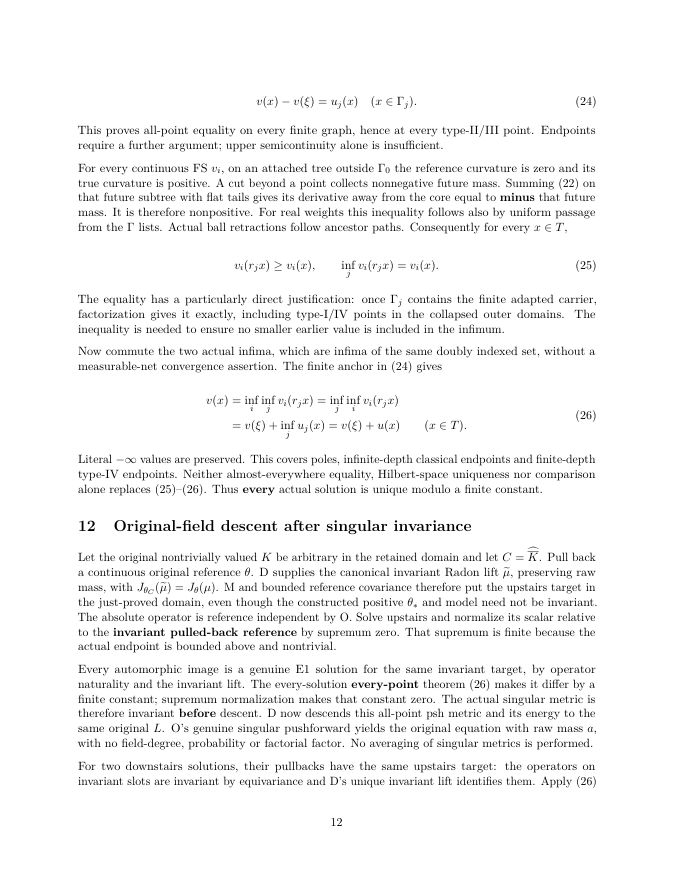 v(x) − v(ξ) = u_j(x)   (x ∈ Γ_j).   (24)
This proves all-point equality on every finite graph, hence at every type-II/III point. Endpoints
require a further argument; upper semicontinuity alone is insufficient.
For every continuous FS v_i, on an attached tree outside Γ_0 the reference curvature is zero and its
true curvature is positive. A cut beyond a point collects nonnegative future mass. Summing (22) on
that future subtree with flat tails gives its derivative away from the core equal to minus that future
mass. It is therefore nonpositive. For real weights this inequality follows also by uniform passage
from the Γ lists. Actual ball retractions follow ancestor paths. Consequently for every x ∈ T,
v_i(r_j x) ≥ v_i(x),   inf_j v_i(r_j x) = v_i(x).   (25)
The equality has a particularly direct justification: once Γ_j contains the finite adapted carrier,
factorization gives it exactly, including type-I/IV points in the collapsed outer domains. The
inequality is needed to ensure no smaller earlier value is included in the infimum.
Now commute the two actual infima, which are infima of the same doubly indexed set, without a
measurable-net convergence assertion. The finite anchor in (24) gives
v(x) = inf_i inf_j v_i(r_j x) = inf_j inf_i v_i(r_j x)
= v(ξ) + inf_j u_j(x) = v(ξ) + u(x)   (x ∈ T).   (26)
Literal −∞ values are preserved. This covers poles, infinite-depth classical endpoints and finite-depth
type-IV endpoints. Neither almost-everywhere equality, Hilbert-space uniqueness nor comparison
alone replaces (25)–(26). Thus every actual solution is unique modulo a finite constant.
12 Original-field descent after singular invariance
Let the original nontrivially valued K be arbitrary in the retained domain and let C = \widehat{\overline{K}}. Pull back
a continuous original reference θ. D supplies the canonical invariant Radon lift μ̃, preserving raw
mass, with J_{θ_C}(μ̃) = J_θ(μ). M and bounded reference covariance therefore put the upstairs target in
the just-proved domain, even though the constructed positive θ_* and model need not be invariant.
The absolute operator is reference independent by O. Solve upstairs and normalize its scalar relative
to the invariant pulled-back reference by supremum zero. That supremum is finite because the
actual endpoint is bounded above and nontrivial.
Every automorphic image is a genuine E1 solution for the same invariant target, by operator
naturality and the invariant lift. The every-solution every-point theorem (26) makes it differ by a
finite constant; supremum normalization makes that constant zero. The actual singular metric is
therefore invariant before descent. D now descends this all-point psh metric and its energy to the
same original L. O's genuine singular pushforward yields the original equation with raw mass a,
with no field-degree, probability or factorial factor. No averaging of singular metrics is performed.
For two downstairs solutions, their pullbacks have the same upstairs target: the operators on
invariant slots are invariant by equivariance and D's unique invariant lift identifies them. Apply (26)
12